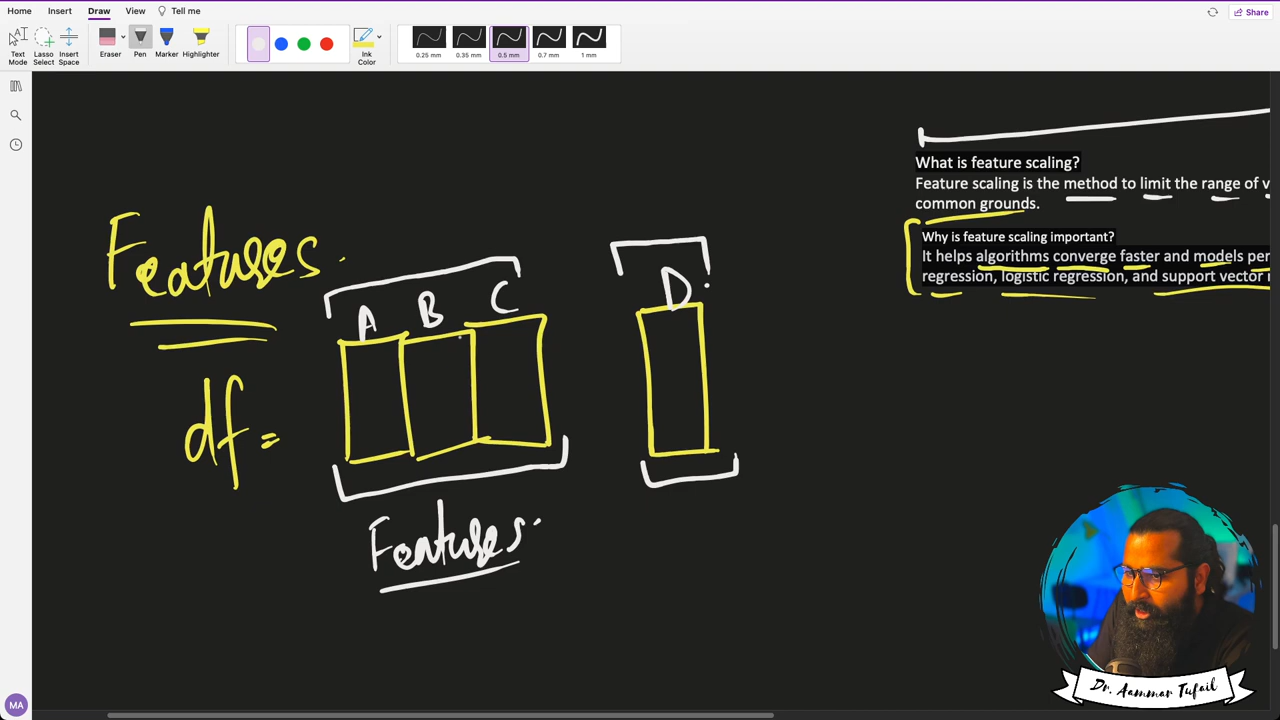 Home Insert Draw View Tell me
Share
Text Mode
Lasso Select
Insert Space
Eraser
Pen
Marker
Highlighter
Ink Color
0.25 mm
0.35 mm
0.5 mm
0.7 mm
1 mm
What is feature scaling?
Feature scaling is the method to limit the range of v
common grounds.
Why is feature scaling important?
It helps algorithms converge faster and models per
regression, logistic regression, and support vector
Features.
A B C D.
df =
Features.
MA
Dr. Aammar Tufail